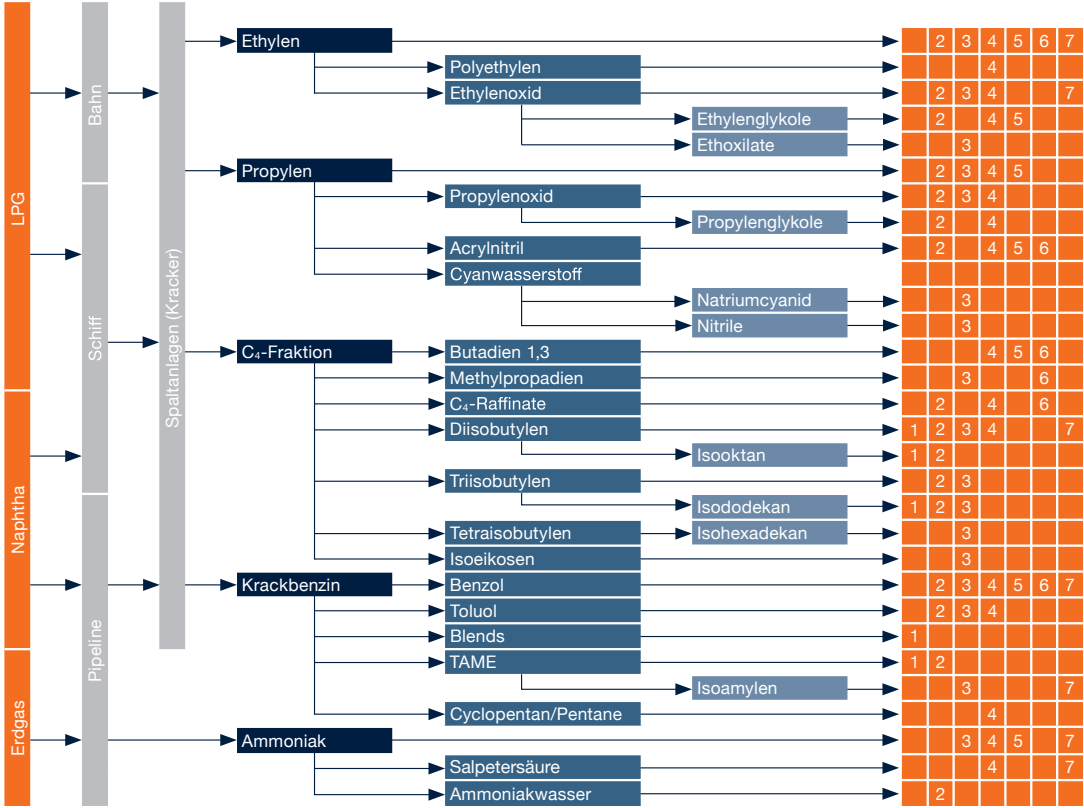 LPG
Naphtha
Erdgas
Bahn
Schiff
Pipeline
Spaltanlagen (Kracker)
Ethylen 2 3 4 5 6 7
Polyethylen 4
Ethylenoxid 2 3 4 7
Ethylenglykole 2 4 5
Ethoxilate 3
Propylen 2 3 4 5
Propylenoxid 2 3 4
Propylenglykole 2 4
Acrylnitril 2 4 5 6
Cyanwasserstoff
Natriumcyanid 3
Nitrile 3
C₄-Fraktion Butadien 1,3 4 5 6
Methylpropadien 3 6
C₄-Raffinate 2 4 6
Diisobutylen 1 2 3 4 7
Isooktan 1 2
Triisobutylen 2 3
Isododekan 1 2 3
Tetraisobutylen Isohexadekan 3
Isoeikosen 3
Krackbenzin Benzol 2 3 4 5 6 7
Toluol 2 3 4
Blends 1
TAME 1 2
Isoamylen 3 7
Cyclopentan/Pentane 4
Ammoniak 3 4 5 7
Salpetersäure 4 7
Ammoniakwasser 2